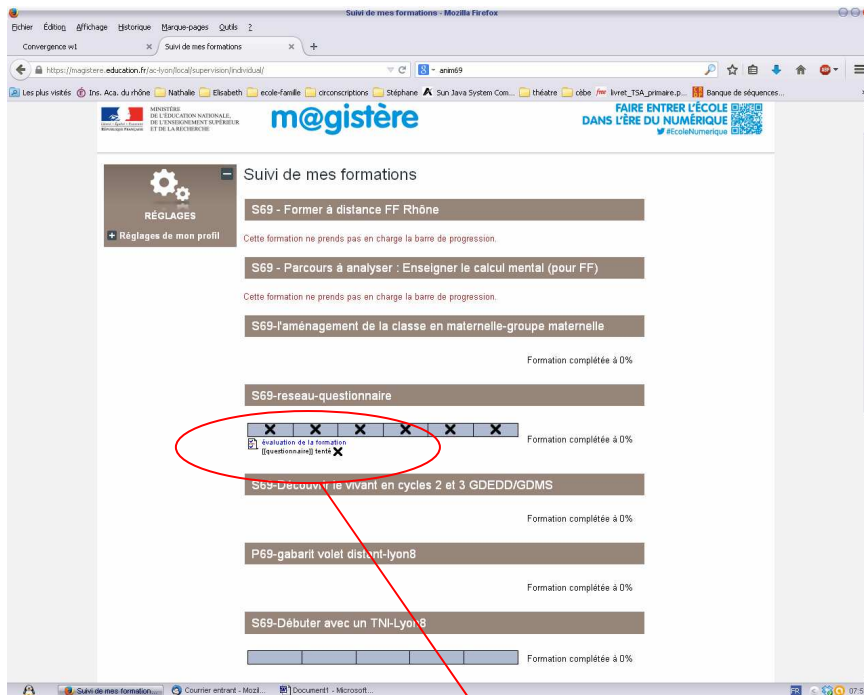 Suivi de mes formations - Mozilla Firefox
Eichier Édition Affichage Historique Marque-pages Outils ?
Convergence w1 × Suivi de mes formations × +
https://magistere.education.fr/ac-lyon/local/supervision/individual/ anim69
Les plus visités Ins. Aca. du rhône Nathalie Elisabeth ecole-famille circonscriptions Stéphane Sun Java System Com... théatre cèbe livret_TSA_primaire.p... Banque de séquences...
MINISTÈRE
DE L'ÉDUCATION NATIONALE,
DE L'ENSEIGNEMENT SUPÉRIEUR
ET DE LA RECHERCHE
m@gistère
FAIRE ENTRER L'ÉCOLE
DANS L'ÈRE DU NUMÉRIQUE
#EcoleNumerique
RÉGLAGES
Réglages de mon profil
Suivi de mes formations
S69 - Former à distance FF Rhône
Cette formation ne prends pas en charge la barre de progression.
S69 - Parcours à analyser : Enseigner le calcul mental (pour FF)
Cette formation ne prends pas en charge la barre de progression.
S69-l'aménagement de la classe en maternelle-groupe maternelle
Formation complétée à 0%
S69-reseau-questionnaire
évaluation de la formation
[[questionnaire]] tenté
Formation complétée à 0%
S69-Découvrir le vivant en cycles 2 et 3 GDEDD/GDMS
Formation complétée à 0%
P69-gabarit volet distant-lyon8
Formation complétée à 0%
S69-Débuter avec un TNI-Lyon8
Formation complétée à 0%
Suivi de mes formation... Courrier entrant - Mozil... Document1 - Microsoft... FR